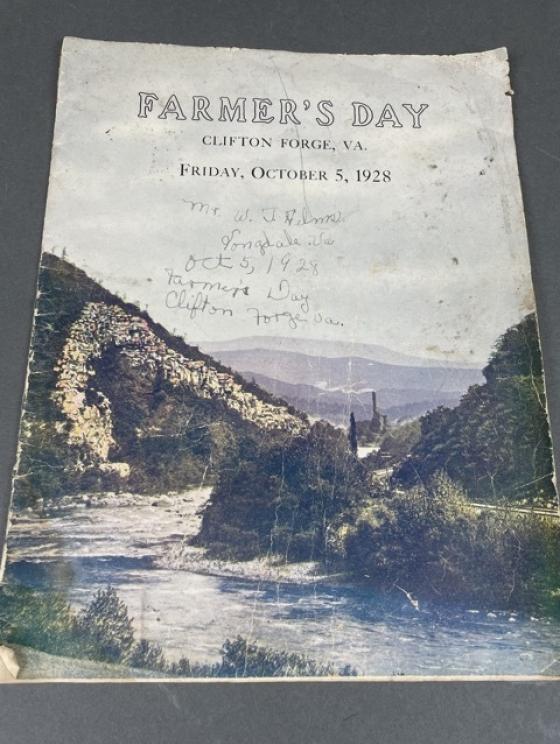 FARMER'S DAY
CLIFTON FORGE, VA.
FRIDAY, OCTOBER 5, 1928
Mr. W. T. Helms
Longdale Va
Oct 5, 1928
Farmer's Day
Clifton Forge Va.